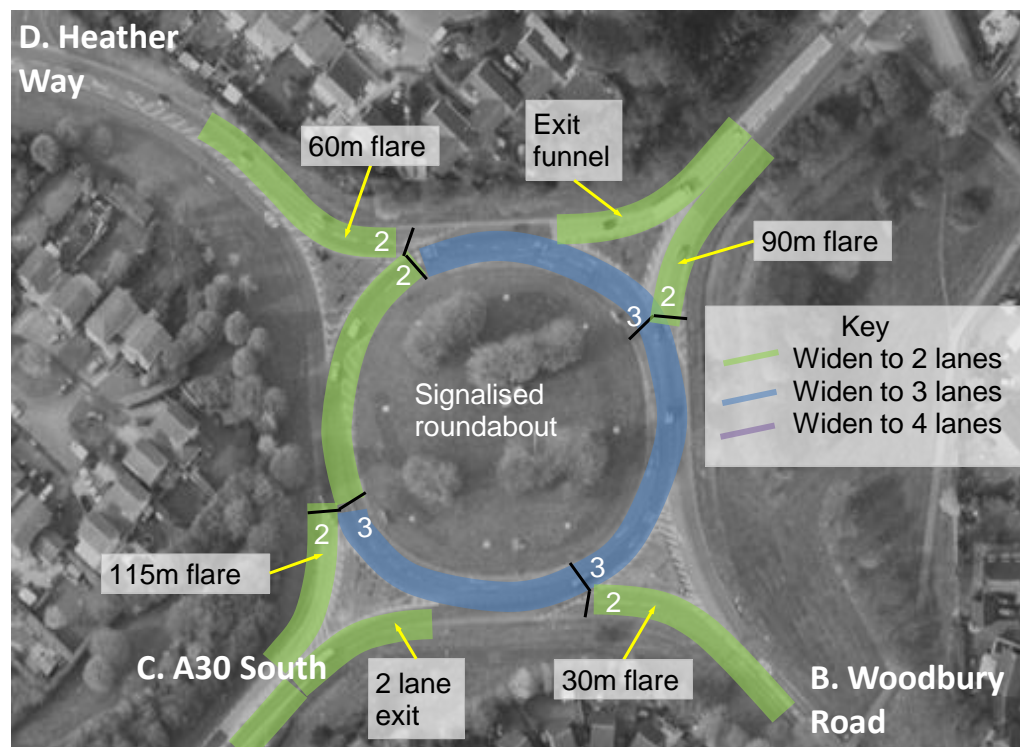 D. Heather
Way
60m flare
Exit
funnel
90m flare
2
2
2
3
Key
Widen to 2 lanes
Widen to 3 lanes
Widen to 4 lanes
Signalised
roundabout
2
3
3
2
115m flare
C. A30 South
2 lane
exit
30m flare
B. Woodbury
Road